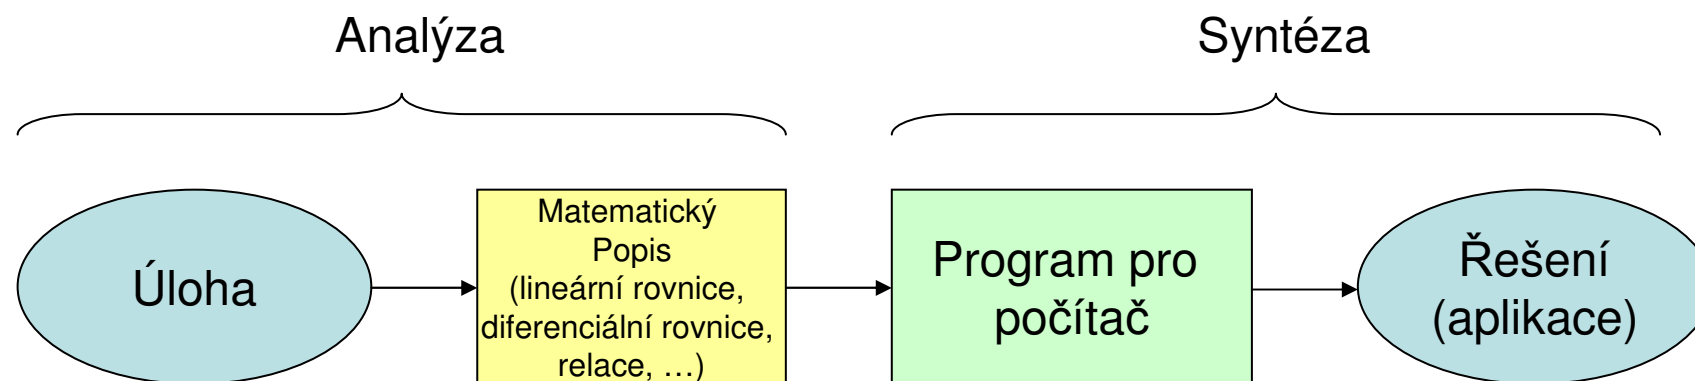 Analýza
Syntéza
Úloha
Matematický
Popis
(lineární rovnice,
diferenciální rovnice,
relace, …)
Program pro
počítač
Řešení
(aplikace)